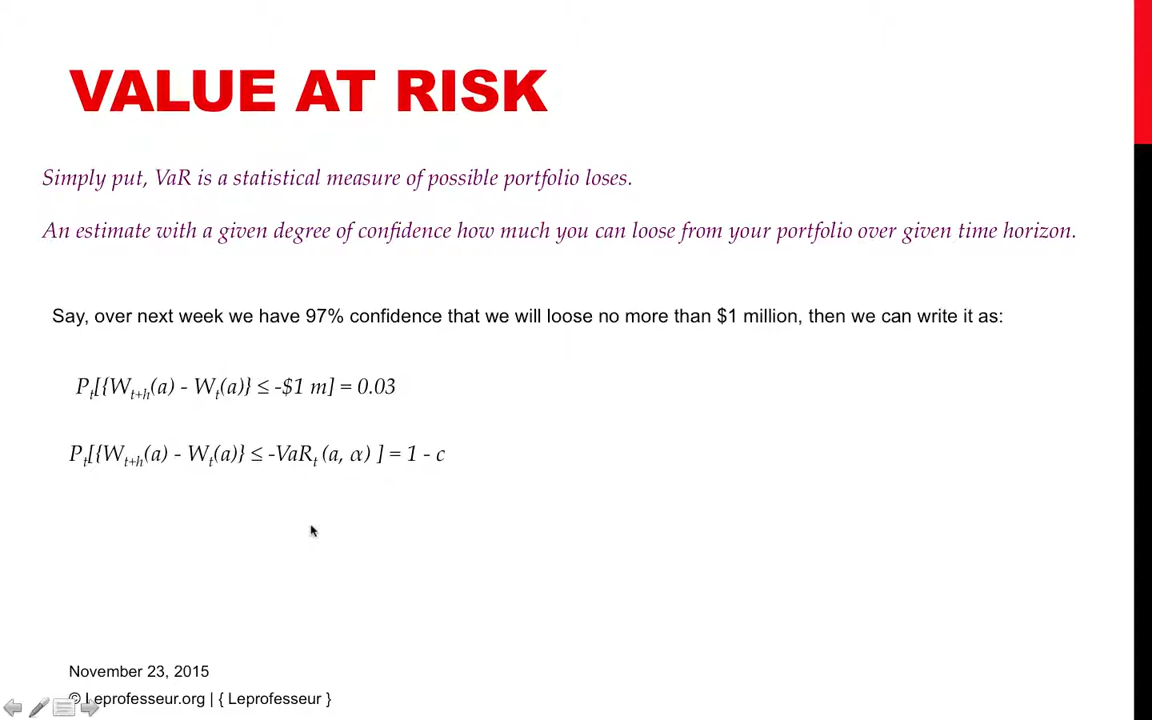 VALUE AT RISK
Simply put, VaR is a statistical measure of possible portfolio loses.
An estimate with a given degree of confidence how much you can loose from your portfolio over given time horizon.
Say, over next week we have 97% confidence that we will loose no more than $1 million, then we can write it as:
Pₜ[{Wₜ₊ₕ(a) - Wₜ(a)} ≤ -$1 m] = 0.03
Pₜ[{Wₜ₊ₕ(a) - Wₜ(a)} ≤ -VaRₜ (a, α) ] = 1 - c
November 23, 2015
© Leprofesseur.org | { Leprofesseur }